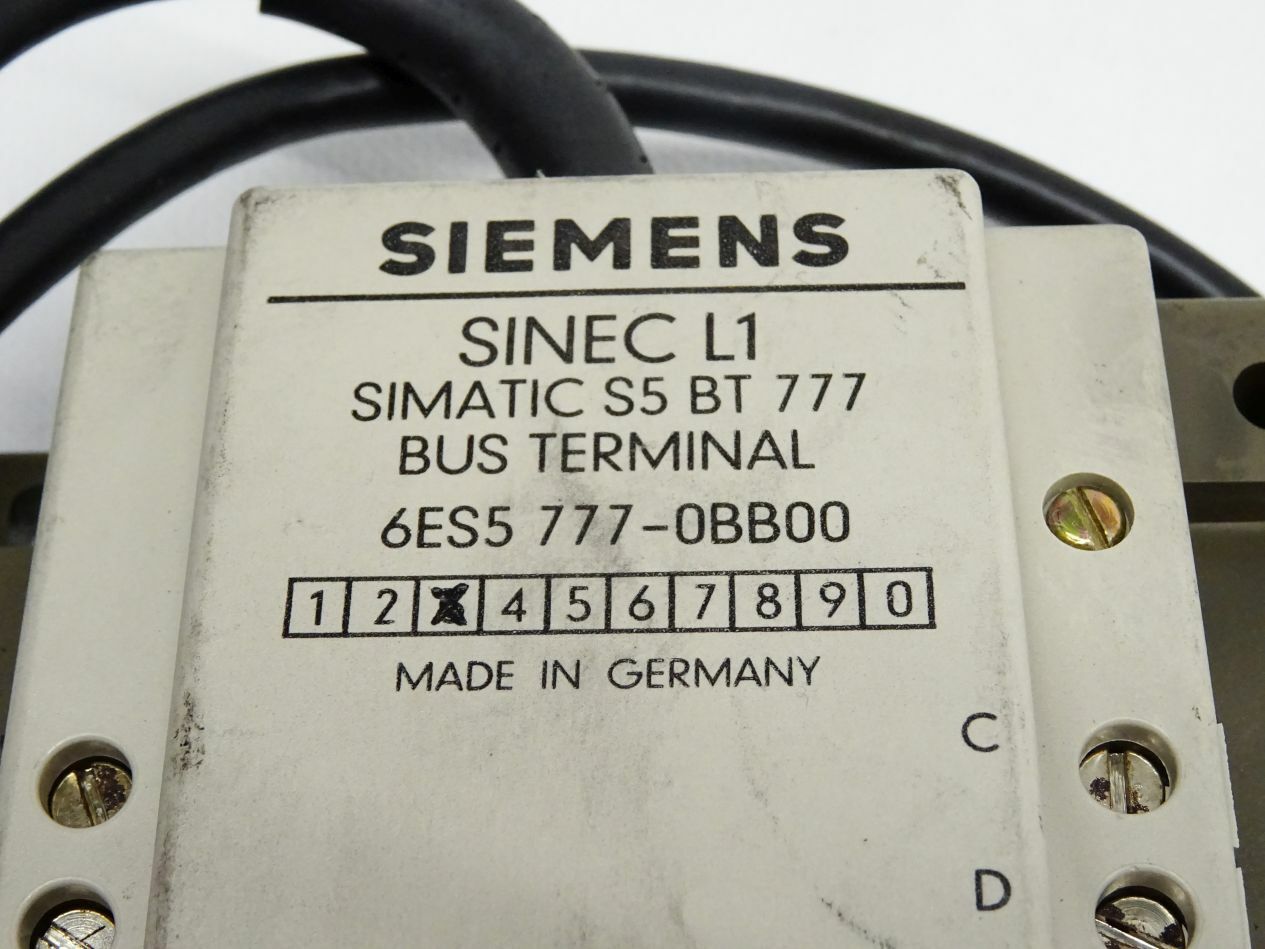 SIEMENS
SINEC L1
SIMATIC S5 BT 777
BUS TERMINAL
6ES5 777-0BB00
1 2 4 5 6 7 8 9 0
MADE IN GERMANY
C
D